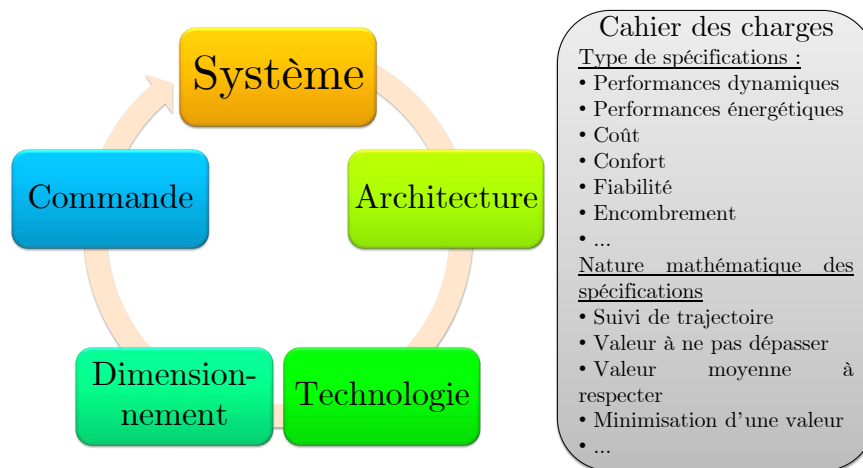 Système
Architecture
Technologie
Dimension-
nement
Commande
Cahier des charges
Type de spécifications :
• Performances dynamiques
• Performances énergétiques
• Coût
• Confort
• Fiabilité
• Encombrement
• ...
Nature mathématique des
spécifications
• Suivi de trajectoire
• Valeur à ne pas dépasser
• Valeur moyenne à
respecter
• Minimisation d'une valeur
• ...